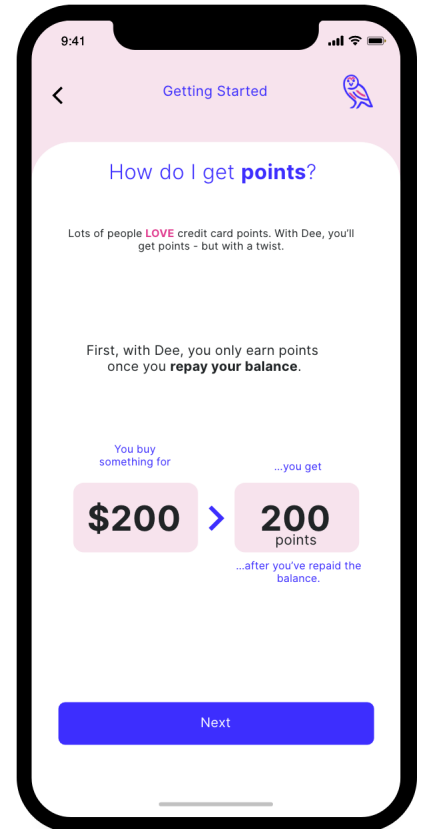 9:41
Getting Started
How do I get points?
Lots of people LOVE credit card points. With Dee, you’ll
get points - but with a twist.
First, with Dee, you only earn points
once you repay your balance.
You buy
something for
$200
...you get
200
points
...after you’ve repaid the
balance.
Next